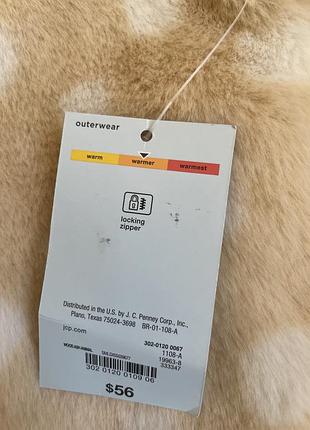 outerwear
warm warmer warmest
locking
zipper
Distributed in the U.S. by J. C. Penney Corp., Inc.,
Plano, Texas 75024-3698 BR-01-108-A
jcp.com
302-0120 0067
1108-A
19963-8
333347
302 0120 0109 06
$56